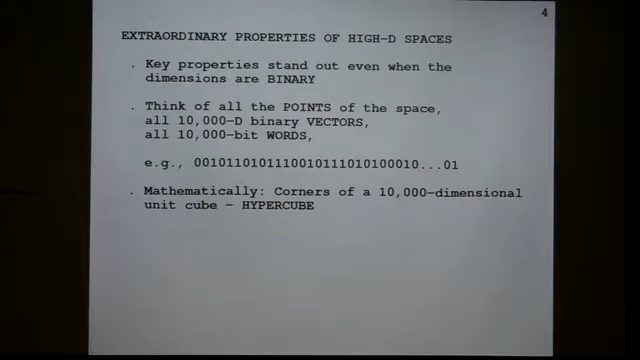 4
EXTRAORDINARY PROPERTIES OF HIGH-D SPACES
. Key properties stand out even when the
dimensions are BINARY
. Think of all the POINTS of the space,
all 10,000-D binary VECTORS,
all 10,000-bit WORDS,
e.g., 0010110101110010111010100010...01
. Mathematically: Corners of a 10,000-dimensional
unit cube - HYPERCUBE